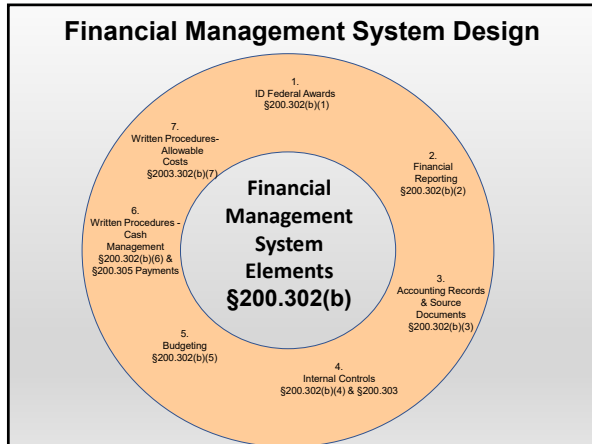 Financial Management System Design
1.
ID Federal Awards
§200.302(b)(1)
2.
Financial
Reporting
§200.302(b)(2)
3.
Accounting Records
& Source
Documents
§200.302(b)(3)
4.
Internal Controls
§200.302(b)(4) & §200.303
5.
Budgeting
§200.302(b)(5)
6.
Written Procedures -
Cash
Management
§200.302(b)(6) &
§200.305 Payments
7.
Written Procedures-
Allowable
Costs
§2003.302(b)(7)
Financial
Management
System
Elements
§200.302(b)